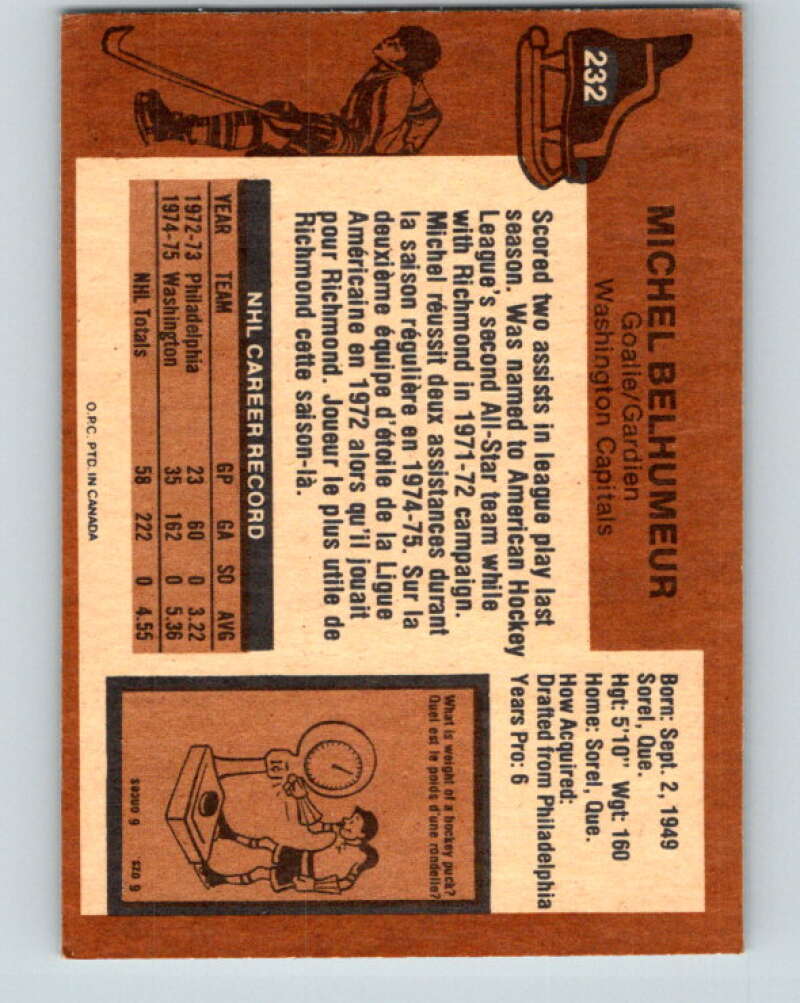 232
MICHEL BELHUMEUR
Goalie/Gardien
Washington Capitals
Born: Sept. 2, 1949
Sorel, Que.
Hgt: 5'10" Wgt: 160
Home: Sorel, Que.
How Acquired:
Drafted from Philadelphia
Years Pro: 6
Scored two assists in league play last
season. Was named to American Hockey
League's second All-Star team while
with Richmond in 1971-72 campaign.
Michel réussit deux assistances durant
la saison régulière en 1974-75. Sur la
deuxième équipe d'étoile de la Ligue
Américaine en 1972 alors qu'il jouait
pour Richmond. Joueur le plus utile de
Richmond cette saison-là.
NHL CAREER RECORD
YEAR TEAM GP GA SO AVG
1972-73 Philadelphia 23 60 0 3.22
1974-75 Washington 35 162 0 5.36
NHL Totals 58 222 0 4.55
What is weight of a hockey puck?
Quel est le poids d'une rondelle?
1¢
6 ozs
6 onces
O.P.C. PTD. IN CANADA